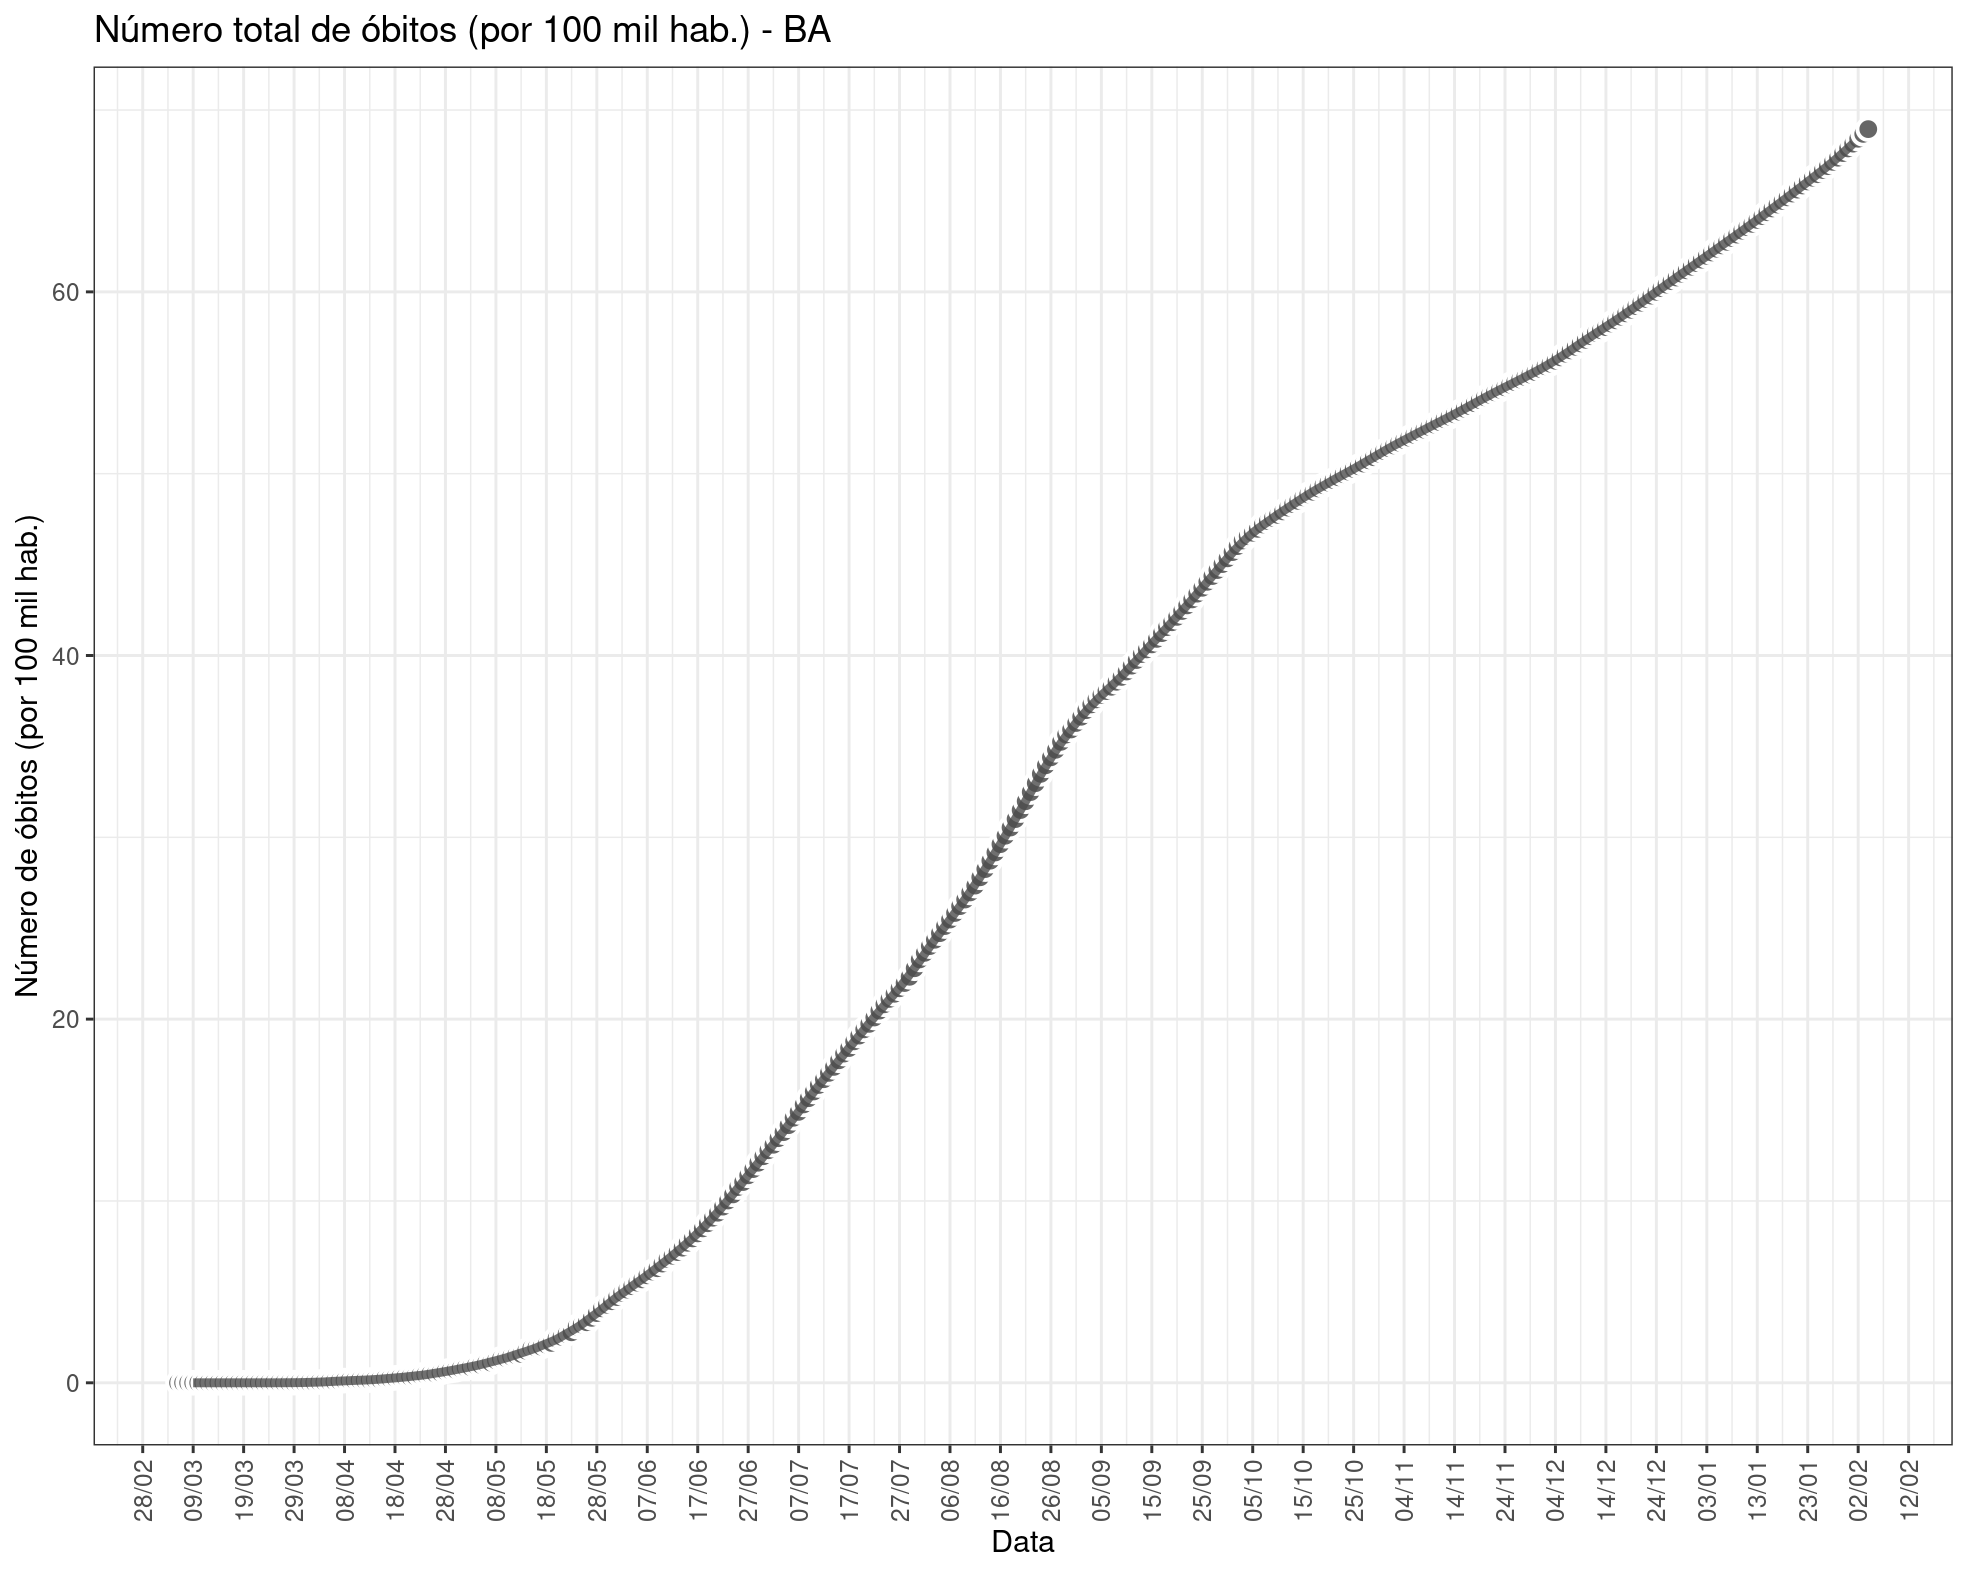 Número total de óbitos (por 100 mil hab.) - BA
Número de óbitos (por 100 mil hab.)
60
40
20
0
28/02 09/03 19/03 29/03 08/04 18/04 28/04 08/05 18/05 28/05 07/06 17/06 27/06 07/07 17/07 27/07 06/08 16/08 26/08 05/09 15/09 25/09 05/10 15/10 25/10 04/11 14/11 24/11 04/12 14/12 24/12 03/01 13/01 23/01 02/02 12/02
Data